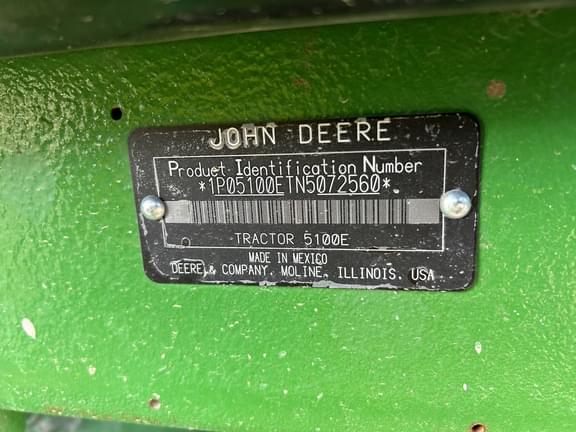 JOHN DEERE
Product Identification Number
*1P05100ETN5072560*
TRACTOR 5100E
MADE IN MEXICO
DEERE & COMPANY, MOLINE, ILLINOIS, USA